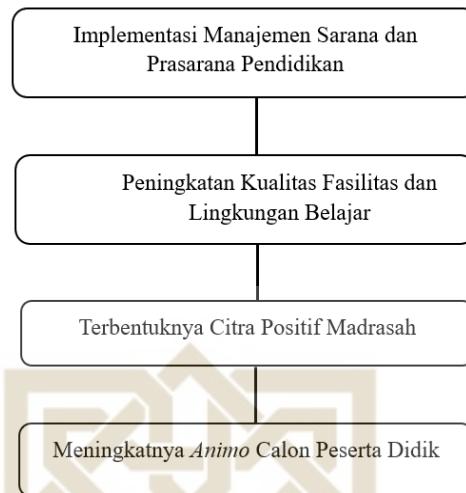 Implementasi Manajemen Sarana dan
Prasarana Pendidikan
Peningkatan Kualitas Fasilitas dan
Lingkungan Belajar
Terbentuknya Citra Positif Madrasah
Meningkatnya Animo Calon Peserta Didik